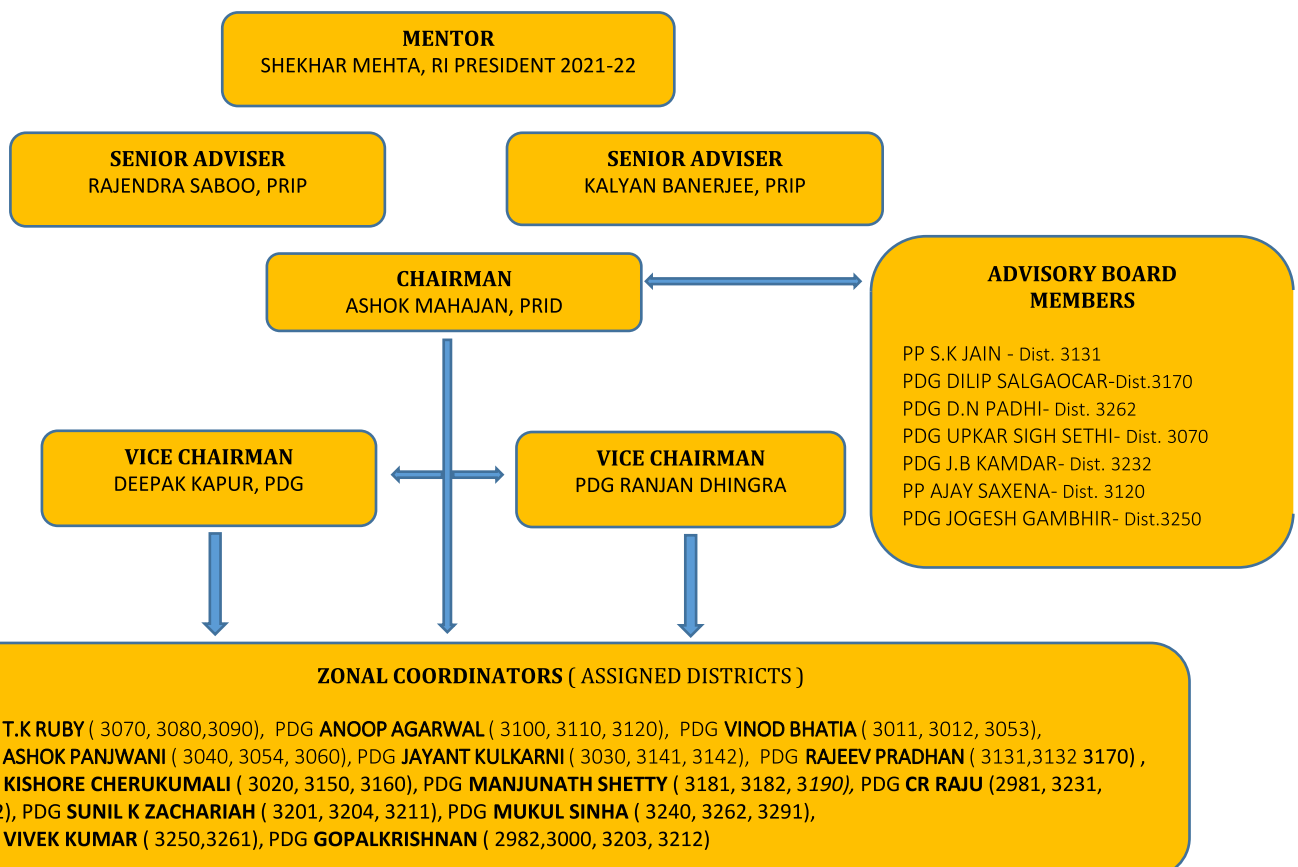 MENTOR
SHEKHAR MEHTA, RI PRESIDENT 2021-22
SENIOR ADVISER
RAJENDRA SABOO, PRIP
SENIOR ADVISER
KALYAN BANERJEE, PRIP
CHAIRMAN
ASHOK MAHAJAN, PRID
ADVISORY BOARD
MEMBERS
PP S.K JAIN - Dist. 3131
PDG DILIP SALGAOCAR-Dist.3170
PDG D.N PADHI- Dist. 3262
PDG UPKAR SIGH SETHI- Dist. 3070
PDG J.B KAMDAR- Dist. 3232
PP AJAY SAXENA- Dist. 3120
PDG JOGESH GAMBHIR- Dist.3250
VICE CHAIRMAN
DEEPAK KAPUR, PDG
VICE CHAIRMAN
PDG RANJAN DHINGRA
ZONAL COORDINATORS ( ASSIGNED DISTRICTS )
T.K RUBY ( 3070, 3080,3090), PDG ANOOP AGARWAL ( 3100, 3110, 3120), PDG VINOD BHATIA ( 3011, 3012, 3053),
ASHOK PANJWANI ( 3040, 3054, 3060), PDG JAYANT KULKARNI ( 3030, 3141, 3142), PDG RAJEEV PRADHAN ( 3131,3132 3170) ,
KISHORE CHERUKUMALI ( 3020, 3150, 3160), PDG MANJUNATH SHETTY ( 3181, 3182, 3190), PDG CR RAJU (2981, 3231,
2), PDG SUNIL K ZACHARIAH ( 3201, 3204, 3211), PDG MUKUL SINHA ( 3240, 3262, 3291),
VIVEK KUMAR ( 3250,3261), PDG GOPALKRISHNAN ( 2982,3000, 3203, 3212)